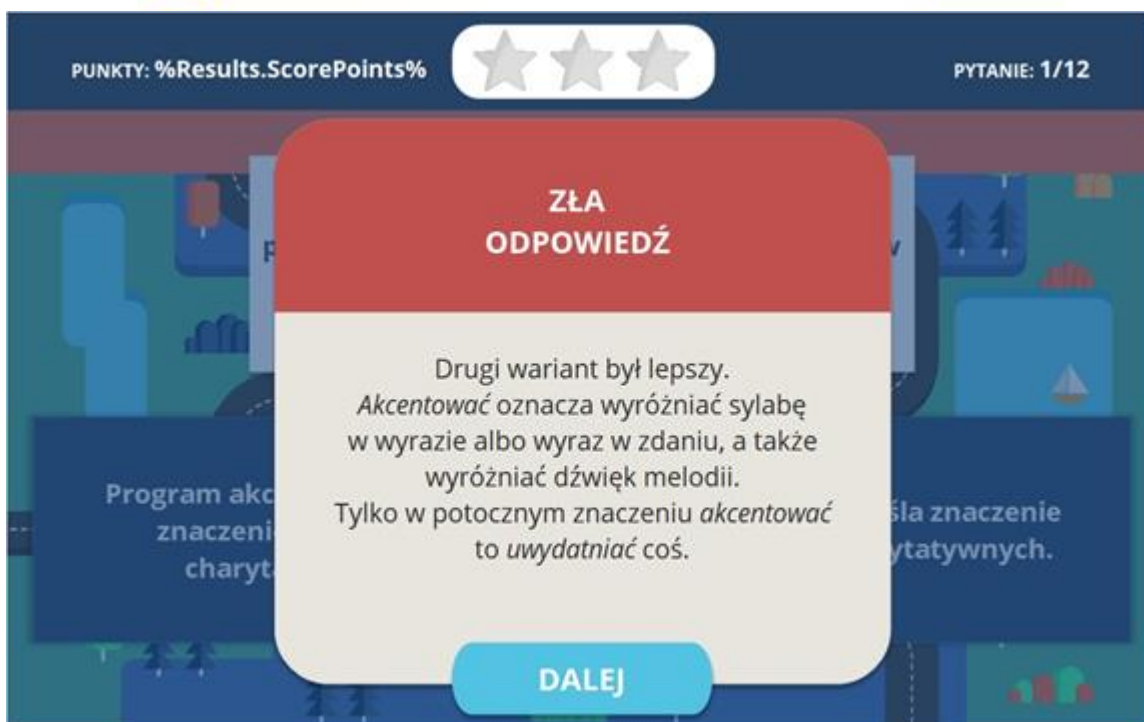 PUNKTY: %Results.ScorePoints%
PYTANIE: 1/12
ZŁA
ODPOWIEDŹ
Drugi wariant był lepszy.
Akcentować oznacza wyróżniać sylabę
w wyrazie albo wyraz w zdaniu, a także
wyróżniać dźwięk melodii.
Tylko w potocznym znaczeniu akcentować
to uwydatniać coś.
Program akc
znaczeni
charyta
śla znaczenie
ytatywnych.
DALEJ